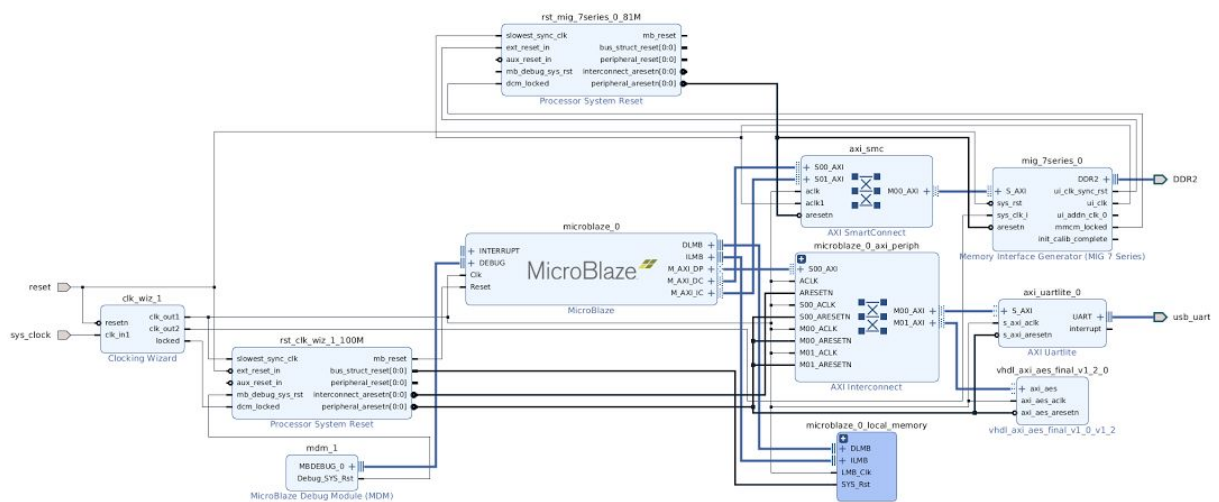 rst_mig_7series_0_81M
slowest_sync_clk
ext_reset_in
aux_reset_in
mb_debug_sys_rst
dcm_locked
mb_reset
bus_struct_reset[0:0]
peripheral_reset[0:0]
interconnect_aresetn[0:0]
peripheral_aresetn[0:0]
Processor System Reset
axi_smc
S00_AXI
S01_AXI
aclk
aclk1
aresetn
M00_AXI
AXI SmartConnect
mig_7series_0
S_AXI
sys_rst
sys_clk_i
aresetn
DDR2
ui_clk_sync_rst
ui_clk
ui_addn_clk_0
mmcm_locked
init_calib_complete
Memory Interface Generator (MIG 7 Series)
DDR2
microblaze_0
INTERRUPT
DEBUG
Clk
Reset
MicroBlaze
DLMB
ILMB
M_AXI_DP
M_AXI_DC
M_AXI_IC
MicroBlaze
microblaze_0_axi_periph
S00_AXI
ACLK
ARESETN
S00_ACLK
S00_ARESETN
M00_ACLK
M00_ARESETN
M01_ACLK
M01_ARESETN
M00_AXI
M01_AXI
AXI Interconnect
axi_uartlite_0
S_AXI
s_axi_aclk
s_axi_aresetn
UART
interrupt
AXI Uartlite
usb_uart
reset
sys_clock
clk_wiz_1
resetn
clk_in1
clk_out1
clk_out2
locked
Clocking Wizard
rst_clk_wiz_1_100M
slowest_sync_clk
ext_reset_in
aux_reset_in
mb_debug_sys_rst
dcm_locked
mb_reset
bus_struct_reset[0:0]
peripheral_reset[0:0]
interconnect_aresetn[0:0]
peripheral_aresetn[0:0]
Processor System Reset
vhdl_axi_aes_final_v1_2_0
axi_aes
axi_aes_aclk
axi_aes_aresetn
vhdl_axi_aes_final_v1_0_v1_2
mdm_1
MBDEBUG_0
Debug_SYS_Rst
MicroBlaze Debug Module (MDM)
microblaze_0_local_memory
DLMB
ILMB
LMB_Clk
SYS_Rst